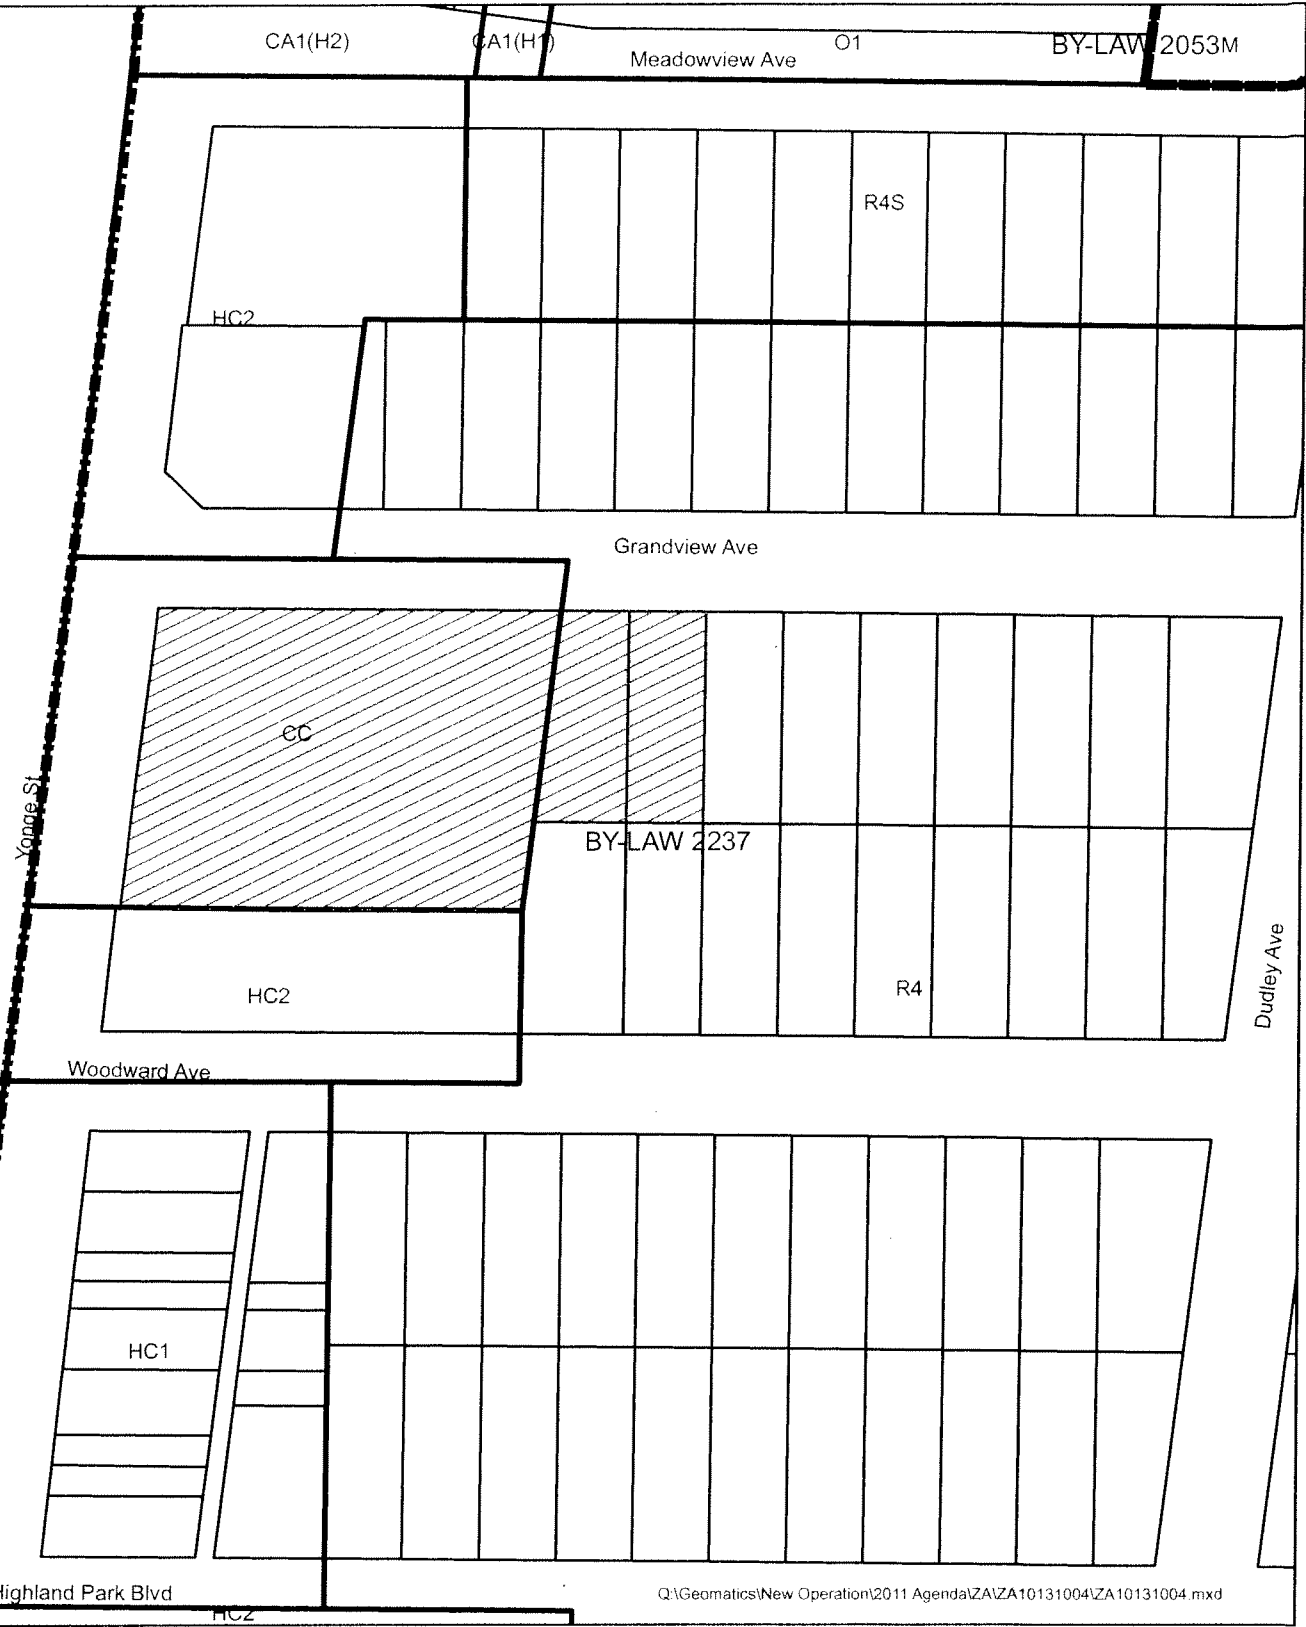 CA1(H2)
CA1(H1)
O1
BY-LAW 2053M
Meadowview Ave
R4S
HC2
Grandview Ave
CC
Yonge St
BY-LAW 2237
HC2
R4
Dudley Ave
Woodward Ave
HC1
Highland Park Blvd
Q:\Geomatics\New Operation\2011 Agenda\ZA\ZA10131004\ZA10131004.mxd
HC2